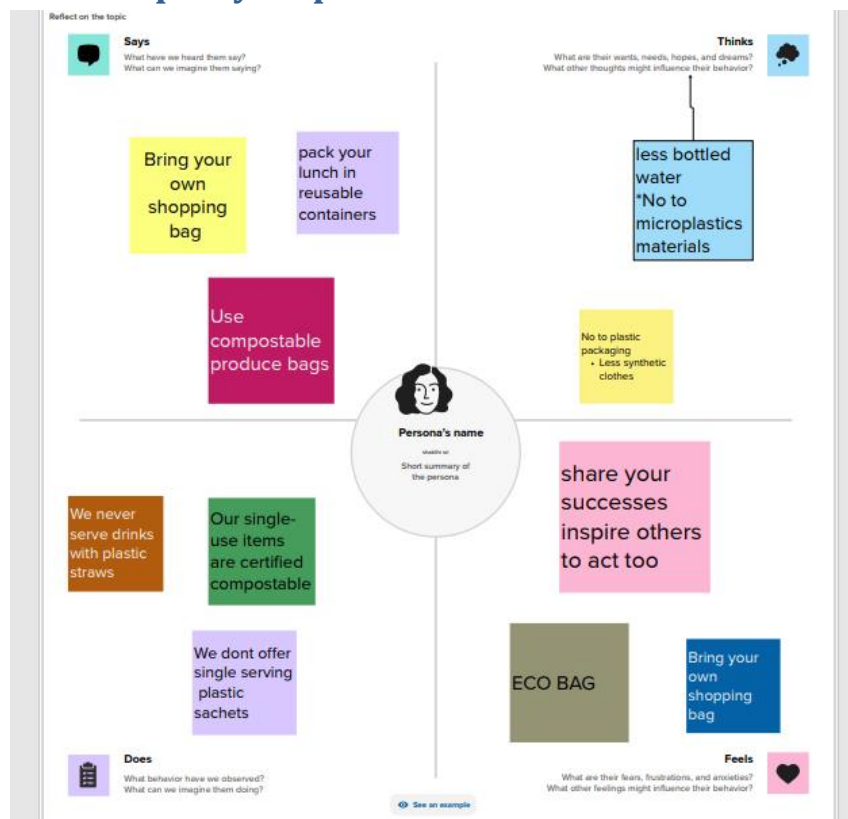 Reflect on the topic
Says
What have we heard them say?
What can we imagine them saying?
Thinks
What are their wants, needs, hopes, and dreams?
What other thoughts might influence their behavior?
Bring your
own
shopping
bag
pack your
lunch in
reusable
containers
Use
compostable
produce bags
less bottled
water
*No to
microplastics
materials
No to plastic
packaging
• Less synthetic
clothes
Persona's name
Short summary of
the persona
We never
serve drinks
with plastic
straws
Our single-
use items
are certified
compostable
We dont offer
single serving
plastic
sachets
share your
successes
inspire others
to act too
ECO BAG
Bring your
own
shopping
bag
Does
What behavior have we observed?
What can we imagine them doing?
Feels
What are their fears, frustrations, and anxieties?
What other feelings might influence their behavior?
See an example